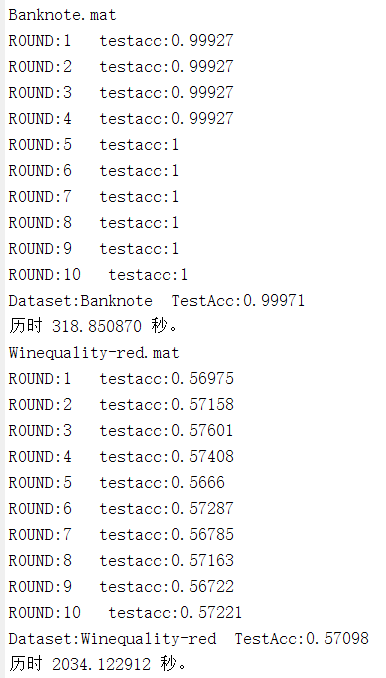 Banknote.mat
ROUND:1   testacc:0.99927
ROUND:2   testacc:0.99927
ROUND:3   testacc:0.99927
ROUND:4   testacc:0.99927
ROUND:5   testacc:1
ROUND:6   testacc:1
ROUND:7   testacc:1
ROUND:8   testacc:1
ROUND:9   testacc:1
ROUND:10   testacc:1
Dataset:Banknote  TestAcc:0.99971
历时 318.850870 秒。
Winequality-red.mat
ROUND:1   testacc:0.56975
ROUND:2   testacc:0.57158
ROUND:3   testacc:0.57601
ROUND:4   testacc:0.57408
ROUND:5   testacc:0.5666
ROUND:6   testacc:0.57287
ROUND:7   testacc:0.56785
ROUND:8   testacc:0.57163
ROUND:9   testacc:0.56722
ROUND:10   testacc:0.57221
Dataset:Winequality-red  TestAcc:0.57098
历时 2034.122912 秒。